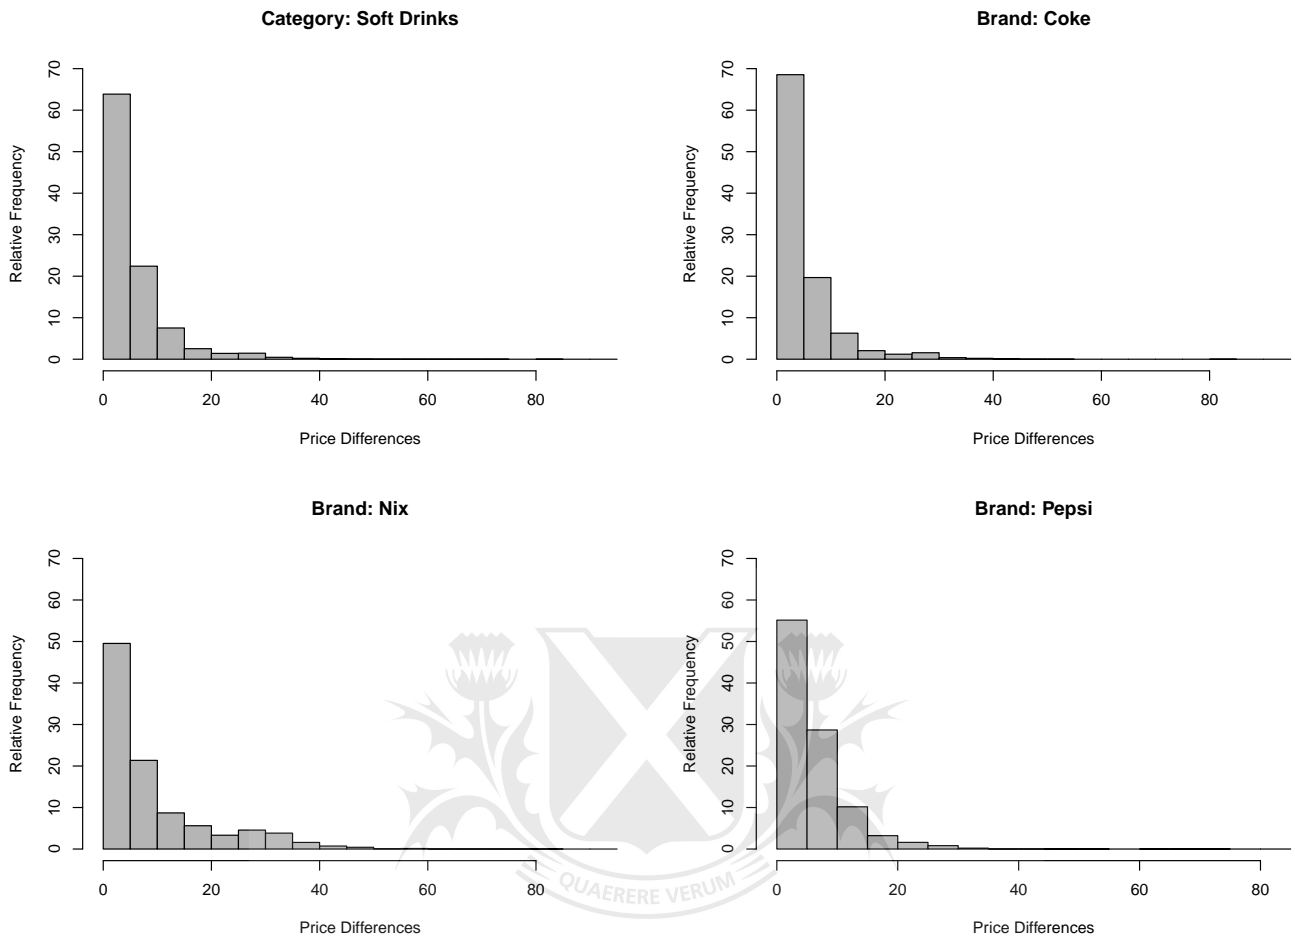 Category: Soft Drinks
Relative Frequency
70
60
50
40
30
20
10
0
0 20 40 60 80
Price Differences
Brand: Coke
Relative Frequency
70
60
50
40
30
20
10
0
0 20 40 60 80
Price Differences
Brand: Nix
Relative Frequency
70
60
50
40
30
20
10
0
0 20 40 60 80
Price Differences
Brand: Pepsi
Relative Frequency
70
60
50
40
30
20
10
0
0 20 40 60 80
Price Differences
QUAERERE VERUM